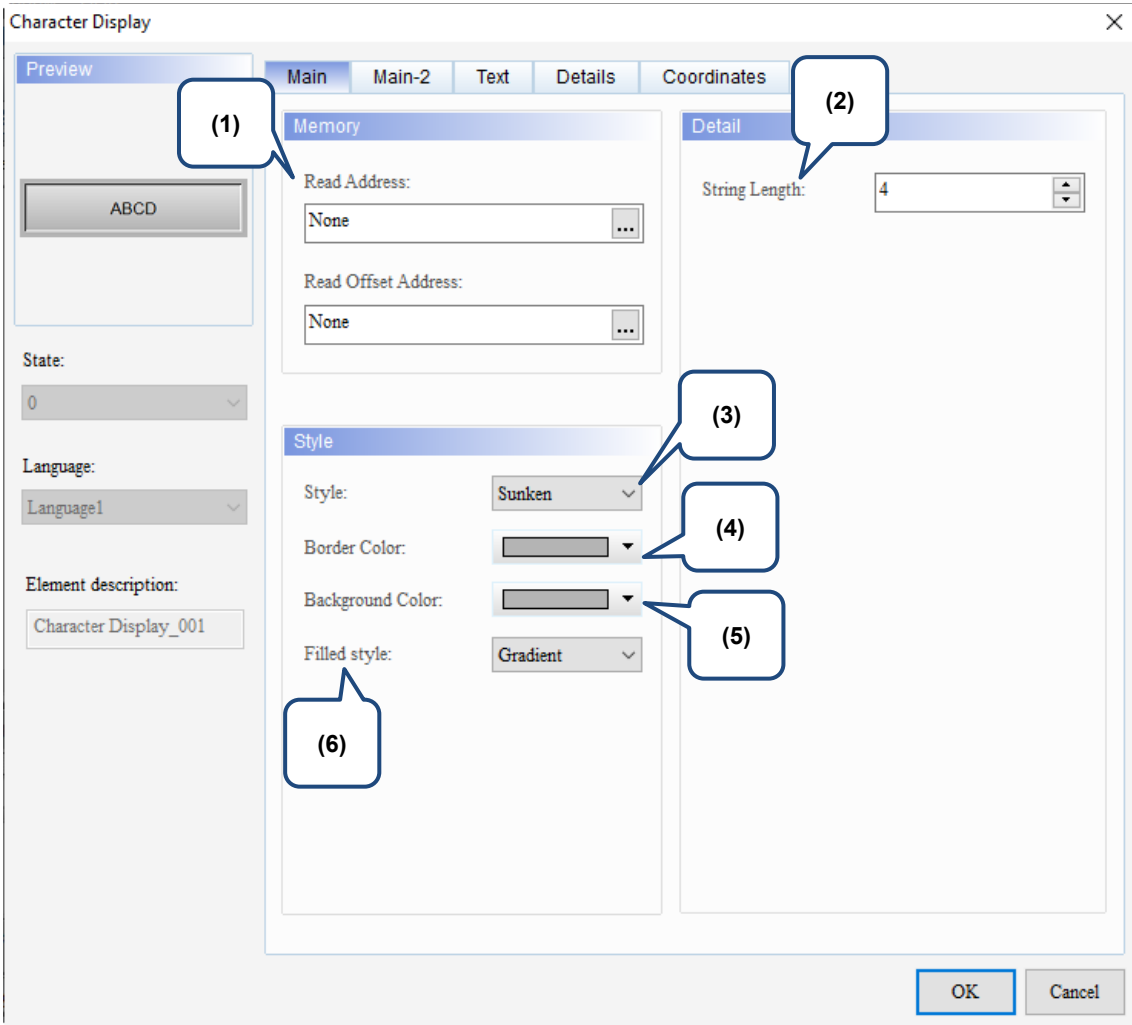 Character Display
Preview
ABCD
State:
0
Language:
Language1
Element description:
Character Display_001
Main Main-2 Text Details Coordinates
(1)
Memory
Read Address:
None
...
Read Offset Address:
None
...
(2)
Detail
String Length:
4
Style
(3)
Style:
Sunken
(4)
Border Color:
Background Color:
(5)
Filled style:
Gradient
(6)
OK
Cancel